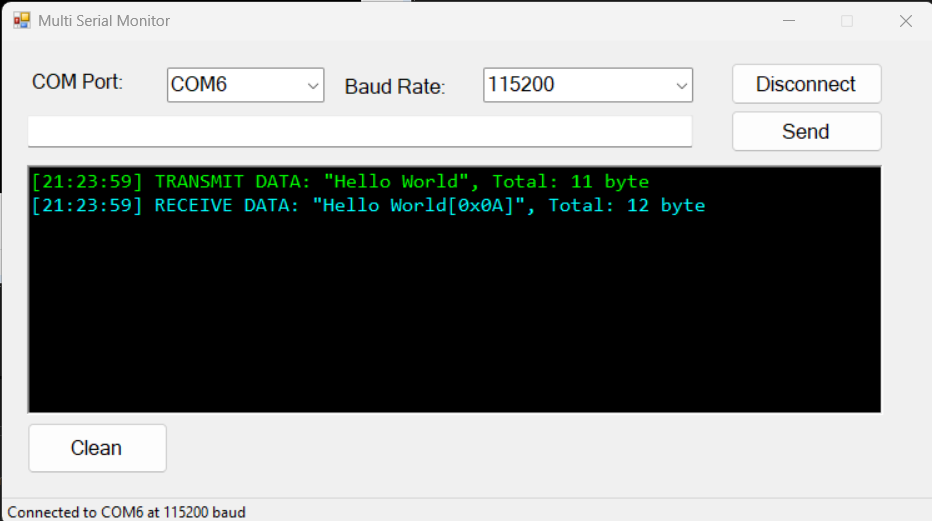 Multi Serial Monitor
COM Port: COM6 Baud Rate: 115200 Disconnect
Send
[21:23:59] TRANSMIT DATA: "Hello World", Total: 11 byte
[21:23:59] RECEIVE DATA: "Hello World[0x0A]", Total: 12 byte
Clean
Connected to COM6 at 115200 baud